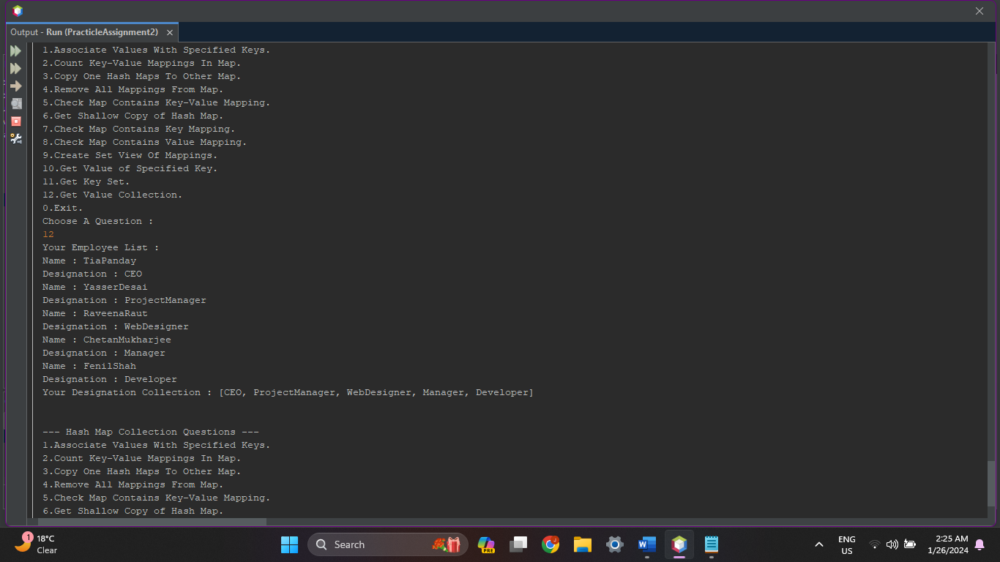 Output - Run (PracticleAssignment2)
1.Associate Values With Specified Keys.
2.Count Key-Value Mappings In Map.
3.Copy One Hash Maps To Other Map.
4.Remove All Mappings From Map.
5.Check Map Contains Key-Value Mapping.
6.Get Shallow Copy of Hash Map.
7.Check Map Contains Key Mapping.
8.Check Map Contains Value Mapping.
9.Create Set View Of Mappings.
10.Get Value of Specified Key.
11.Get Key Set.
12.Get Value Collection.
0.Exit.
Choose A Question :
12
Your Employee List :
Name : TiaPanday
Designation : CEO
Name : YasserDesai
Designation : ProjectManager
Name : RaveenaRaut
Designation : WebDesigner
Name : ChetanMukharjee
Designation : Manager
Name : FenilShah
Designation : Developer
Your Designation Collection : [CEO, ProjectManager, WebDesigner, Manager, Developer]
--- Hash Map Collection Questions ---
1.Associate Values With Specified Keys.
2.Count Key-Value Mappings In Map.
3.Copy One Hash Maps To Other Map.
4.Remove All Mappings From Map.
5.Check Map Contains Key-Value Mapping.
6.Get Shallow Copy of Hash Map.
1
18°C
Clear
Search
PRE
W
ENG
US
2:25 AM
1/26/2024